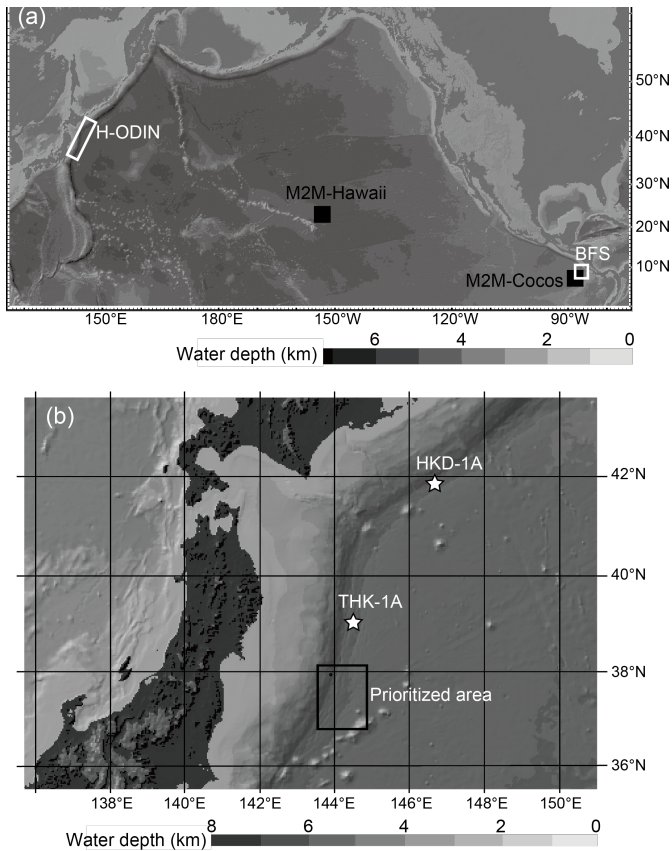 (a)
H-ODIN
M2M-Hawaii
BFS
M2M-Cocos
50°N
40°N
30°N
20°N
10°N
150°E
180°E
150°W
120°W
90°W
Water depth (km)
6
4
2
0
(b)
HKD-1A
THK-1A
Prioritized area
42°N
40°N
38°N
36°N
138°E
140°E
142°E
144°E
146°E
148°E
150°E
Water depth (km)
8
6
4
2
0